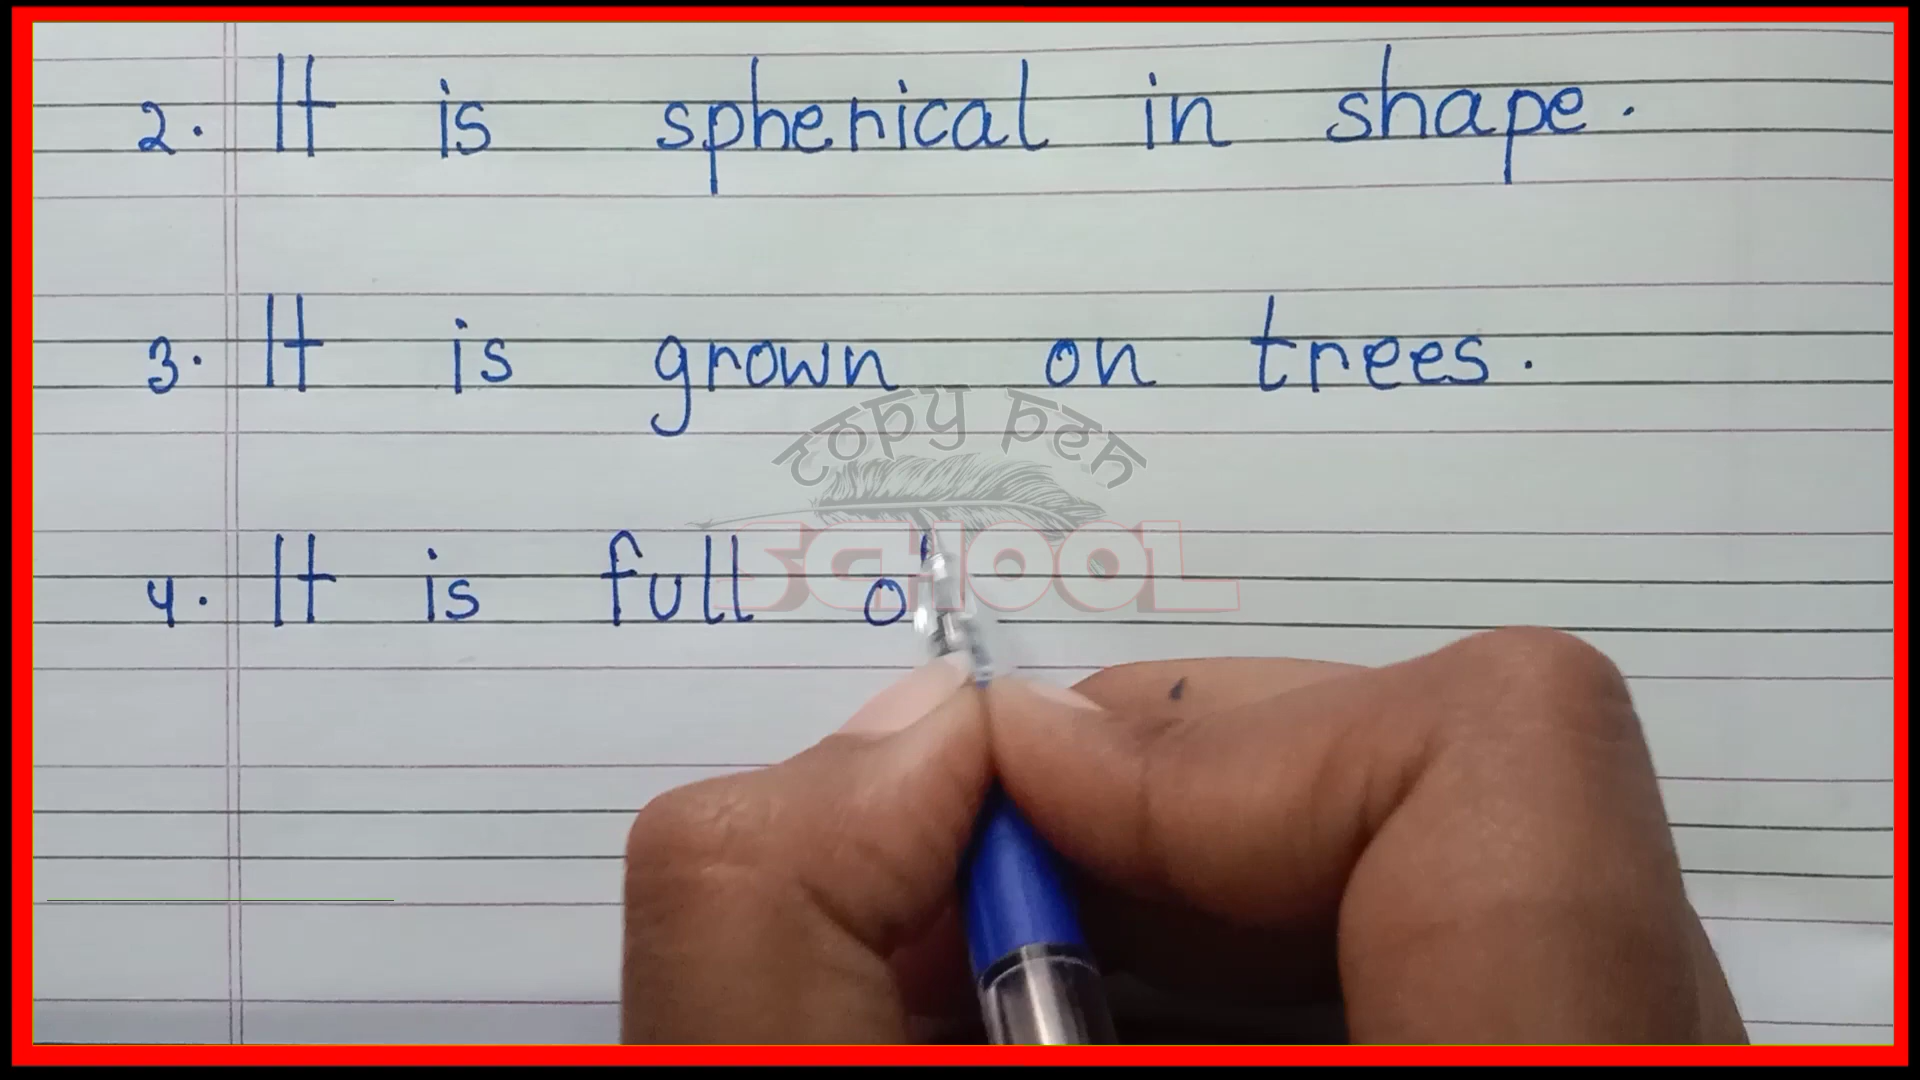 2. It is spherical in shape.
3. It is grown on trees.
copy pen
SCHOOL
4. It is full